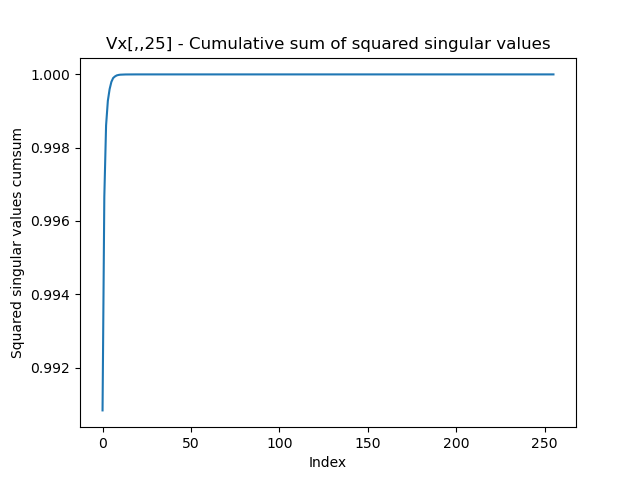 Vx[,,25] - Cumulative sum of squared singular values
1.000
0.998
0.996
0.994
0.992
Squared singular values cumsum
0 50 100 150 200 250
Index